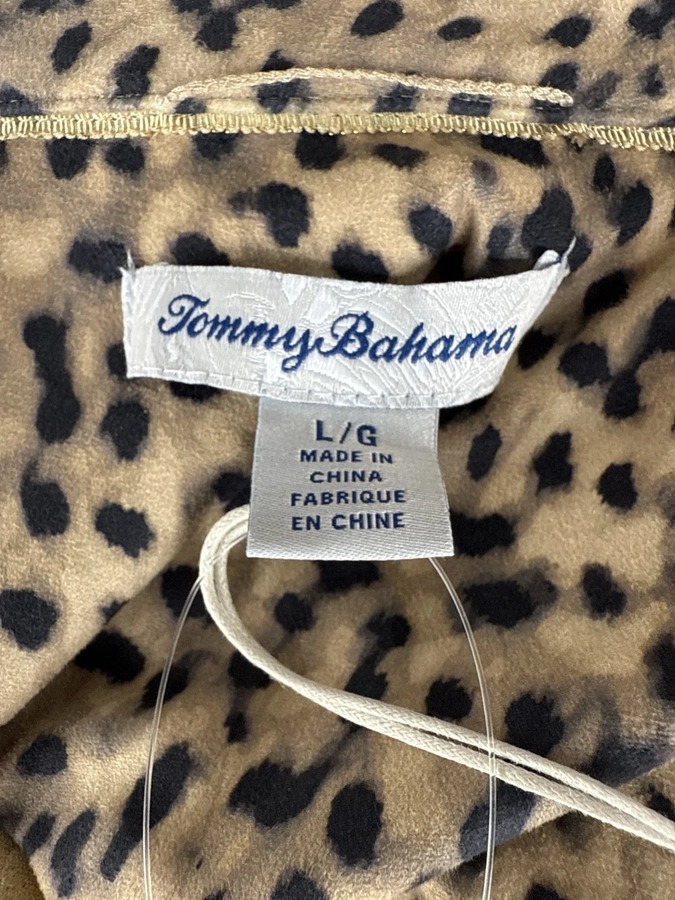 Tommy Bahama
L/G
MADE IN
CHINA
FABRIQUE
EN CHINE